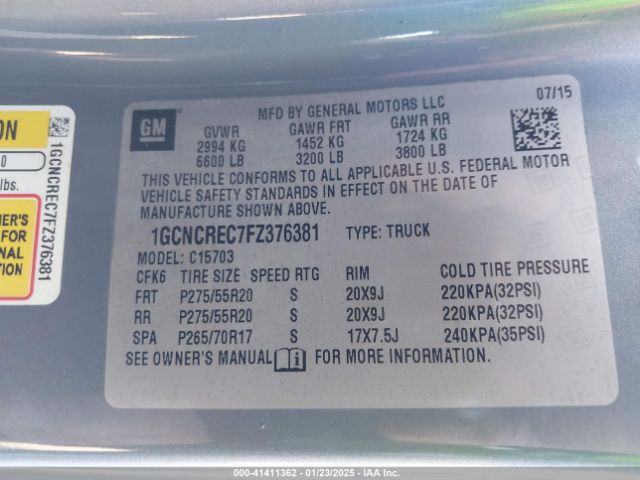 ON
0
lbs.
NER'S
FOR
IONAL
1GCNCREC7FZ376381
GM
MFD BY GENERAL MOTORS LLC
07/15
GVWR GAWR FRT GAWR RR
2994 KG 1452 KG 1724 KG
6600 LB 3200 LB 3800 LB
THIS VEHICLE CONFORMS TO ALL APPLICABLE U.S. FEDERAL MOTOR
VEHICLE SAFETY STANDARDS IN EFFECT ON THE DATE OF
MANUFACTURE SHOWN ABOVE.
1GCNCREC7FZ376381 TYPE: TRUCK
MODEL: C15703
CFK6 TIRE SIZE SPEED RTG RIM COLD TIRE PRESSURE
FRT P275/55R20 S 20X9J 220KPA(32PSI)
RR P275/55R20 S 20X9J 220KPA(32PSI)
SPA P265/70R17 S 17X7.5J 240KPA(35PSI)
SEE OWNER'S MANUAL FOR MORE INFORMATION.
000-41411362 - 01/23/2025 - IAA Inc.